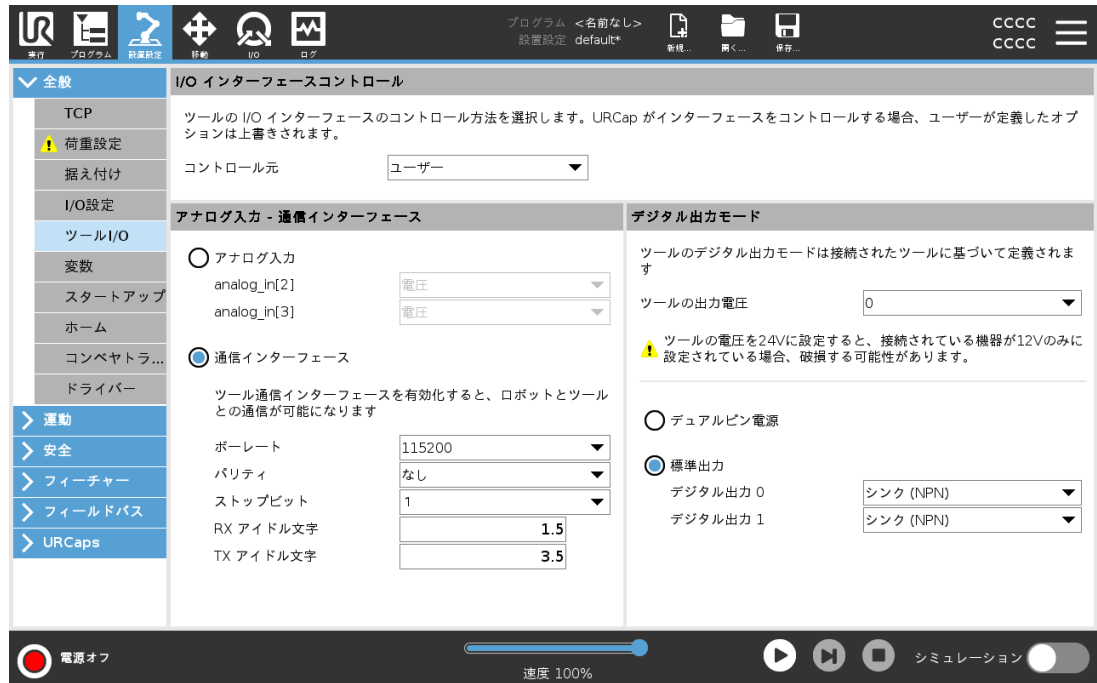 プログラム <名前なし>
設置設定 default*
CCCC
CCCC
実行
プログラム
設置設定
移動
I/O
ログ
新規...
開く...
保存...
全般
TCP
荷重設定
据え付け
I/O設定
ツールI/O
変数
スタートアップ
ホーム
コンベヤトラ...
ドライバー
運動
安全
フィーチャー
フィールドバス
URCaps
I/O インターフェースコントロール
ツールの I/O インターフェースのコントロール方法を選択します。URCap がインターフェースをコントロールする場合、ユーザーが定義したオプ
ションは上書きされます。
コントロール元 ユーザー
アナログ入力 - 通信インターフェース
アナログ入力
analog_in[2] 電圧
analog_in[3] 電圧
通信インターフェース
ツール通信インターフェースを有効化すると、ロボットとツール
との通信が可能になります
ボーレート 115200
パリティ なし
ストップビット 1
RX アイドル文字 1.5
TX アイドル文字 3.5
デジタル出力モード
ツールのデジタル出力モードは接続されたツールに基づいて定義されま
す
ツールの出力電圧 0
ツールの電圧を24Vに設定すると、接続されている機器が12Vのみに
設定されている場合、破損する可能性があります。
デュアルピン電源
標準出力
デジタル出力 0 シンク (NPN)
デジタル出力 1 シンク (NPN)
電源オフ
速度 100%
シミュレーション